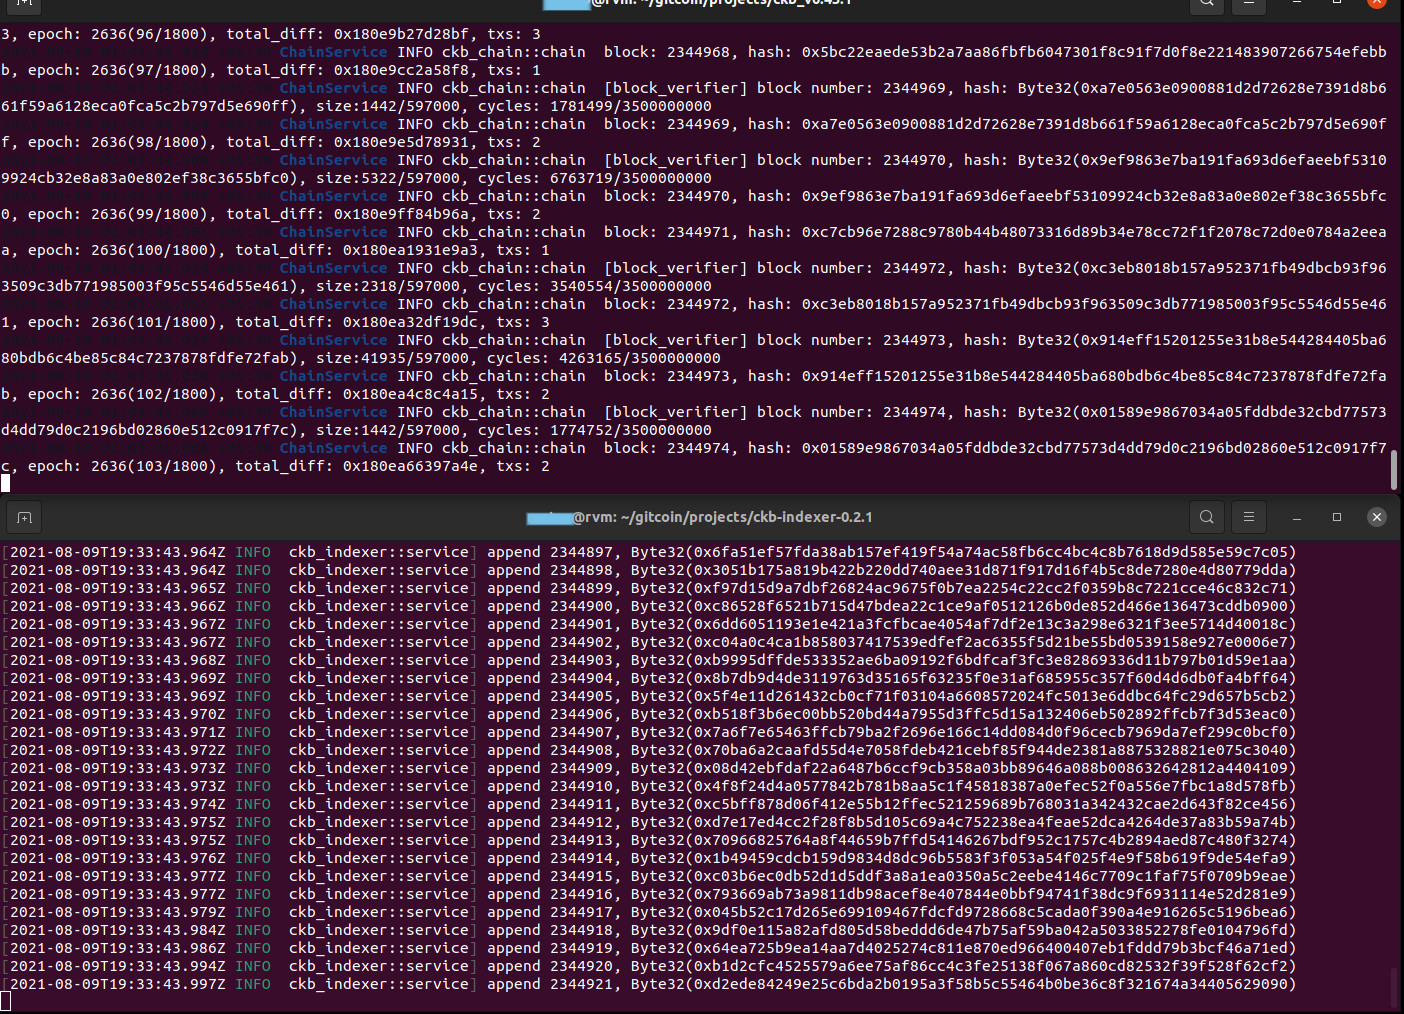 @rvm: ~/gitcoin/projects/ckb_v0.43.1
3, epoch: 2636(96/1800), total_diff: 0x180e9b27d28bf, txs: 3
ChainService INFO ckb_chain::chain  block: 2344968, hash: 0x5bc22eaede53b2a7aa86fbfb6047301f8c91f7d0f8e221483907266754efebb
b, epoch: 2636(97/1800), total_diff: 0x180e9cc2a58f8, txs: 1
ChainService INFO ckb_chain::chain  [block_verifier] block number: 2344969, hash: Byte32(0xa7e0563e0900881d2d72628e7391d8b6
61f59a6128eca0fca5c2b797d5e690ff), size:1442/597000, cycles: 1781499/3500000000
ChainService INFO ckb_chain::chain  block: 2344969, hash: 0xa7e0563e0900881d2d72628e7391d8b661f59a6128eca0fca5c2b797d5e690f
f, epoch: 2636(98/1800), total_diff: 0x180e9e5d78931, txs: 2
ChainService INFO ckb_chain::chain  [block_verifier] block number: 2344970, hash: Byte32(0x9ef9863e7ba191fa693d6efaeebf5310
9924cb32e8a83a0e802ef38c3655bfc0), size:5322/597000, cycles: 6763719/3500000000
ChainService INFO ckb_chain::chain  block: 2344970, hash: 0x9ef9863e7ba191fa693d6efaeebf53109924cb32e8a83a0e802ef38c3655bfc
0, epoch: 2636(99/1800), total_diff: 0x180e9ff84b96a, txs: 2
ChainService INFO ckb_chain::chain  block: 2344971, hash: 0xc7cb96e7288c9780b44b48073316d89b34e78cc72f1f2078c72d0e0784a2eea
a, epoch: 2636(100/1800), total_diff: 0x180ea1931e9a3, txs: 1
ChainService INFO ckb_chain::chain  [block_verifier] block number: 2344972, hash: Byte32(0xc3eb8018b157a952371fb49dbcb93f96
3509c3db771985003f95c5546d55e461), size:2318/597000, cycles: 3540554/3500000000
ChainService INFO ckb_chain::chain  block: 2344972, hash: 0xc3eb8018b157a952371fb49dbcb93f963509c3db771985003f95c5546d55e46
1, epoch: 2636(101/1800), total_diff: 0x180ea32df19dc, txs: 3
ChainService INFO ckb_chain::chain  [block_verifier] block number: 2344973, hash: Byte32(0x914eff15201255e31b8e544284405ba6
80bdb6c4be85c84c7237878fdfe72fab), size:41935/597000, cycles: 4263165/3500000000
ChainService INFO ckb_chain::chain  block: 2344973, hash: 0x914eff15201255e31b8e544284405ba680bdb6c4be85c84c7237878fdfe72fa
b, epoch: 2636(102/1800), total_diff: 0x180ea4c8c4a15, txs: 2
ChainService INFO ckb_chain::chain  [block_verifier] block number: 2344974, hash: Byte32(0x01589e9867034a05fddbde32cbd77573
d4dd79d0c2196bd02860e512c0917f7c), size:1442/597000, cycles: 1774752/3500000000
ChainService INFO ckb_chain::chain  block: 2344974, hash: 0x01589e9867034a05fddbde32cbd77573d4dd79d0c2196bd02860e512c0917f7
c, epoch: 2636(103/1800), total_diff: 0x180ea66397a4e, txs: 2
@rvm: ~/gitcoin/projects/ckb-indexer-0.2.1
[2021-08-09T19:33:43.964Z INFO  ckb_indexer::service] append 2344897, Byte32(0x6fa51ef57fda38ab157ef419f54a74ac58fb6cc4bc4c8b7618d9d585e59c7c05)
[2021-08-09T19:33:43.964Z INFO  ckb_indexer::service] append 2344898, Byte32(0x3051b175a819b422b220dd740aee31d871f917d16f4b5c8de7280e4d80779dda)
[2021-08-09T19:33:43.965Z INFO  ckb_indexer::service] append 2344899, Byte32(0xf97d15d9a7dbf26824ac9675f0b7ea2254c22cc2f0359b8c7221cce46c832c71)
[2021-08-09T19:33:43.966Z INFO  ckb_indexer::service] append 2344900, Byte32(0xc86528f6521b715d47bdea22c1ce9af0512126b0de852d466e136473cddb0900)
[2021-08-09T19:33:43.967Z INFO  ckb_indexer::service] append 2344901, Byte32(0x6dd6051193e1e421a3fcfbcae4054af7df2e13c3a298e6321f3ee5714d40018c)
[2021-08-09T19:33:43.967Z INFO  ckb_indexer::service] append 2344902, Byte32(0xc04a0c4ca1b858037417539edfef2ac6355f5d21be55bd0539158e927e0006e7)
[2021-08-09T19:33:43.968Z INFO  ckb_indexer::service] append 2344903, Byte32(0xb9995dffde533352ae6ba09192f6bdfcaf3fc3e82869336d11b797b01d59e1aa)
[2021-08-09T19:33:43.969Z INFO  ckb_indexer::service] append 2344904, Byte32(0x8b7db9d4de3119763d35165f63235f0e31af685955c357f60d4d6db0fa4bff64)
[2021-08-09T19:33:43.969Z INFO  ckb_indexer::service] append 2344905, Byte32(0x5f4e11d261432cb0cf71f03104a6608572024fc5013e6ddbc64fc29d657b5cb2)
[2021-08-09T19:33:43.970Z INFO  ckb_indexer::service] append 2344906, Byte32(0xb518f3b6ec00bb520bd44a7955d3ffc5d15a132406eb502892ffcb7f3d53eac0)
[2021-08-09T19:33:43.971Z INFO  ckb_indexer::service] append 2344907, Byte32(0x7a6f7e65463ffcb79ba2f2696e166c14dd084d0f96cecb7969da7ef299c0bcf0)
[2021-08-09T19:33:43.972Z INFO  ckb_indexer::service] append 2344908, Byte32(0x70ba6a2caafd55d4e7058fdeb421cebf85f944de2381a8875328821e075c3040)
[2021-08-09T19:33:43.973Z INFO  ckb_indexer::service] append 2344909, Byte32(0x08d42ebfdaf22a6487b6ccf9cb358a03bb89646a088b008632642812a4404109)
[2021-08-09T19:33:43.973Z INFO  ckb_indexer::service] append 2344910, Byte32(0x4f8f24d4a0577842b781b8aa5c1f45818387a0efec52f0a556e7fbc1a8d578fb)
[2021-08-09T19:33:43.974Z INFO  ckb_indexer::service] append 2344911, Byte32(0xc5bff878d06f412e55b12ffec521259689b768031a342432cae2d643f82ce456)
[2021-08-09T19:33:43.975Z INFO  ckb_indexer::service] append 2344912, Byte32(0xd7e17ed4cc2f28f8b5d105c69a4c752238ea4feae52dca4264de37a83b59a74b)
[2021-08-09T19:33:43.975Z INFO  ckb_indexer::service] append 2344913, Byte32(0x70966825764a8f44659b7ffd54146267bdf952c1757c4b2894aed87c480f3274)
[2021-08-09T19:33:43.976Z INFO  ckb_indexer::service] append 2344914, Byte32(0x1b49459cdcb159d9834d8dc96b5583f3f053a54f025f4e9f58b619f9de54efa9)
[2021-08-09T19:33:43.977Z INFO  ckb_indexer::service] append 2344915, Byte32(0xc03b6ec0db52d1d5ddf3a8a1ea0350a5c2eebe4146c7709c1faf75f0709b9eae)
[2021-08-09T19:33:43.977Z INFO  ckb_indexer::service] append 2344916, Byte32(0x793669ab73a9811db98acef8e407844e0bbf94741f38dc9f6931114e52d281e9)
[2021-08-09T19:33:43.979Z INFO  ckb_indexer::service] append 2344917, Byte32(0x045b52c17d265e699109467fdcfd9728668c5cada0f390a4e916265c5196bea6)
[2021-08-09T19:33:43.984Z INFO  ckb_indexer::service] append 2344918, Byte32(0x9df0e115a82afd805d58beddd6de47b75af59ba042a5033852278fe0104796fd)
[2021-08-09T19:33:43.986Z INFO  ckb_indexer::service] append 2344919, Byte32(0x64ea725b9ea14aa7d4025274c811e870ed966400407eb1fddd79b3bcf46a71ed)
[2021-08-09T19:33:43.994Z INFO  ckb_indexer::service] append 2344920, Byte32(0xb1d2cfc4525579a6ee75af86cc4c3fe25138f067a860cd82532f39f528f62cf2)
[2021-08-09T19:33:43.997Z INFO  ckb_indexer::service] append 2344921, Byte32(0xd2ede84249e25c6bda2b0195a3f58b5c55464b0be36c8f321674a34405629090)